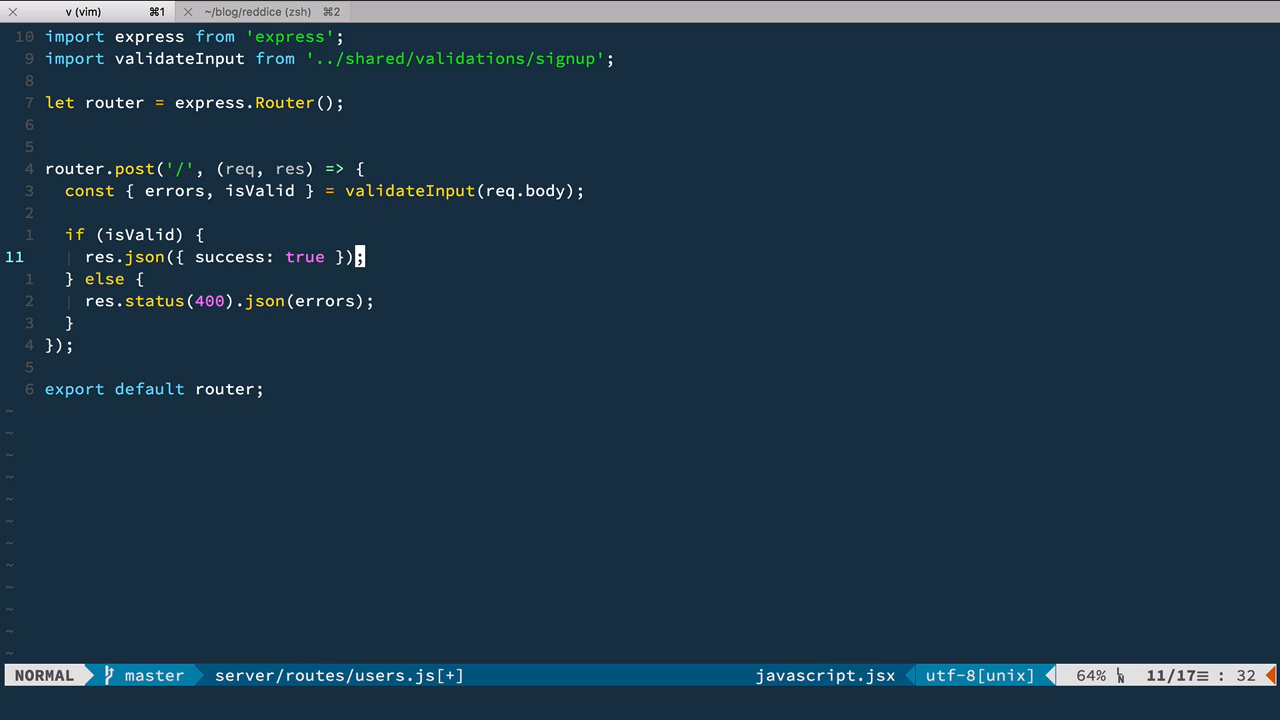 v (vim) ⌘1 ~/blog/reddice (zsh) ⌘2
10 import express from 'express';
9 import validateInput from '../shared/validations/signup';
8
7 let router = express.Router();
6
5
4 router.post('/', (req, res) => {
3   const { errors, isValid } = validateInput(req.body);
2
1   if (isValid) {
11     res.json({ success: true });
1   } else {
2     res.status(400).json(errors);
3   }
4 });
5
6 export default router;
~
~
~
~
~
~
~
~
~
~
~
~
NORMAL master server/routes/users.js[+] javascript.jsx utf-8[unix] 64% ␤ 11/17≡ : 32